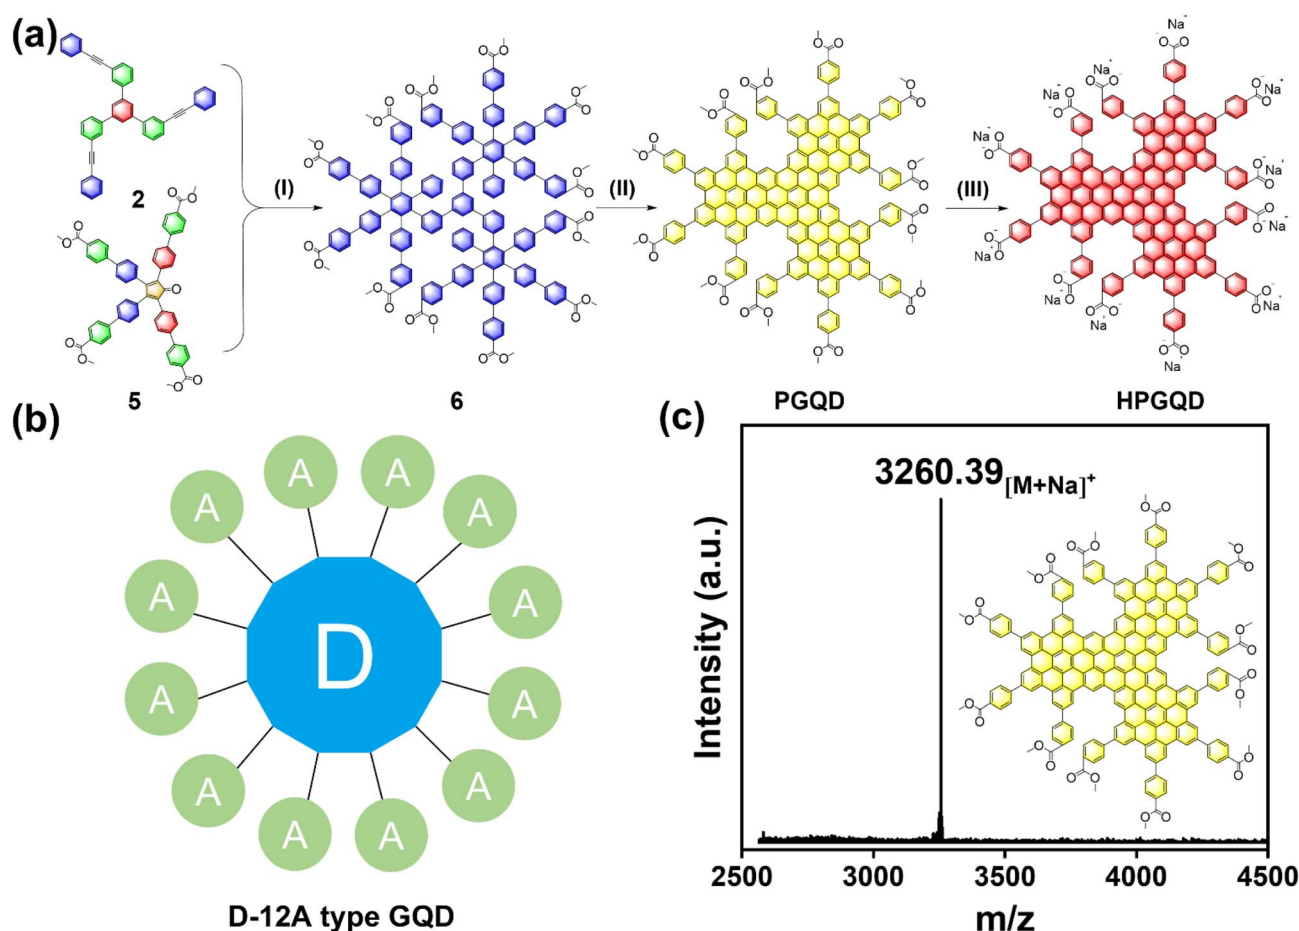 (a)
2
5
(I)
6
(II)
PGQD
(III)
HPGQD
(b)
A
A
A
A
A
A
A
A
A
A
A
A
D
D-12A type GQD
(c)
3260.39[M+Na]+
Intensity (a.u.)
2500 3000 3500 4000 4500
m/z